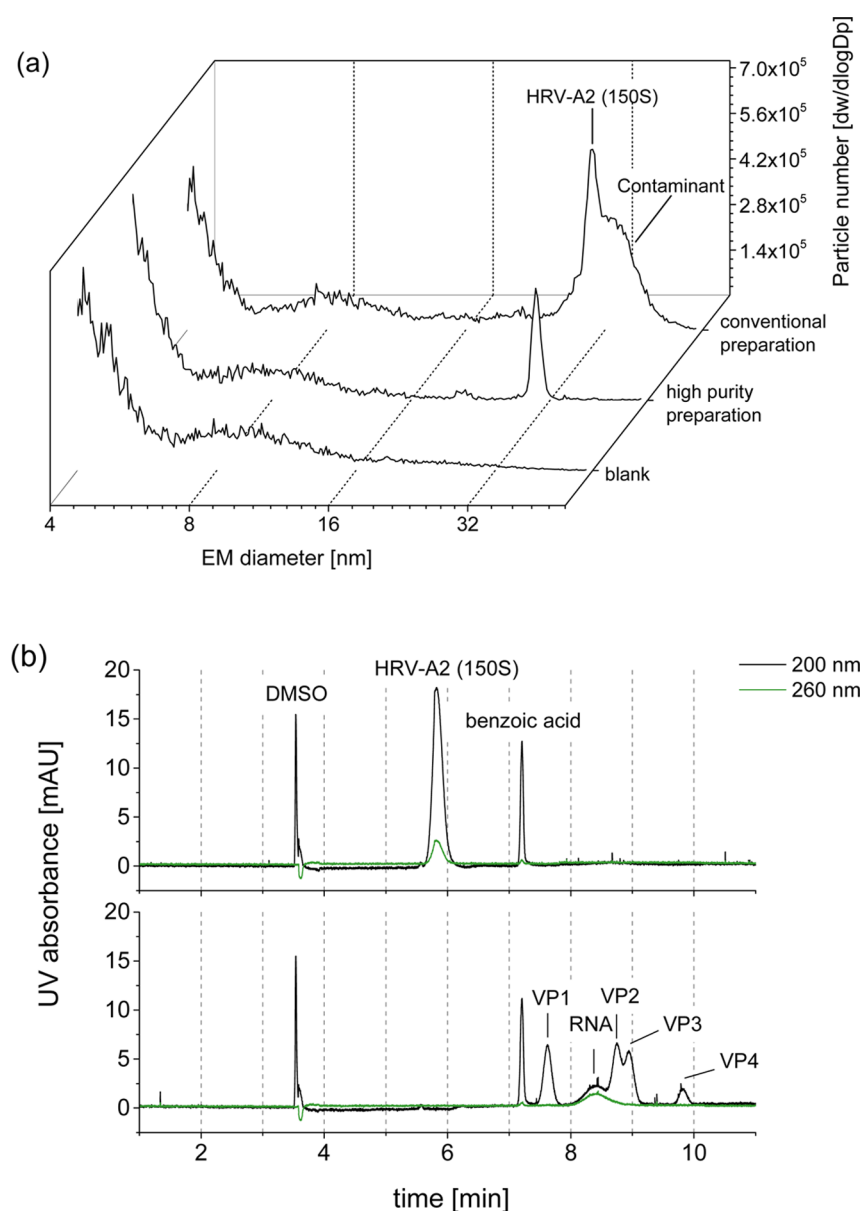 (a)
HRV-A2 (150S)
Contaminant
7.0x10⁵
5.6x10⁵
4.2x10⁵
2.8x10⁵
1.4x10⁵
Particle number [dw/dlogDp]
conventional
preparation
high purity
preparation
blank
4
8
16
32
EM diameter [nm]
(b)
200 nm
260 nm
DMSO
HRV-A2 (150S)
benzoic acid
20
15
10
5
0
UV absorbance [mAU]
20
15
10
5
0
VP1
RNA
VP2
VP3
VP4
2
4
6
8
10
time [min]